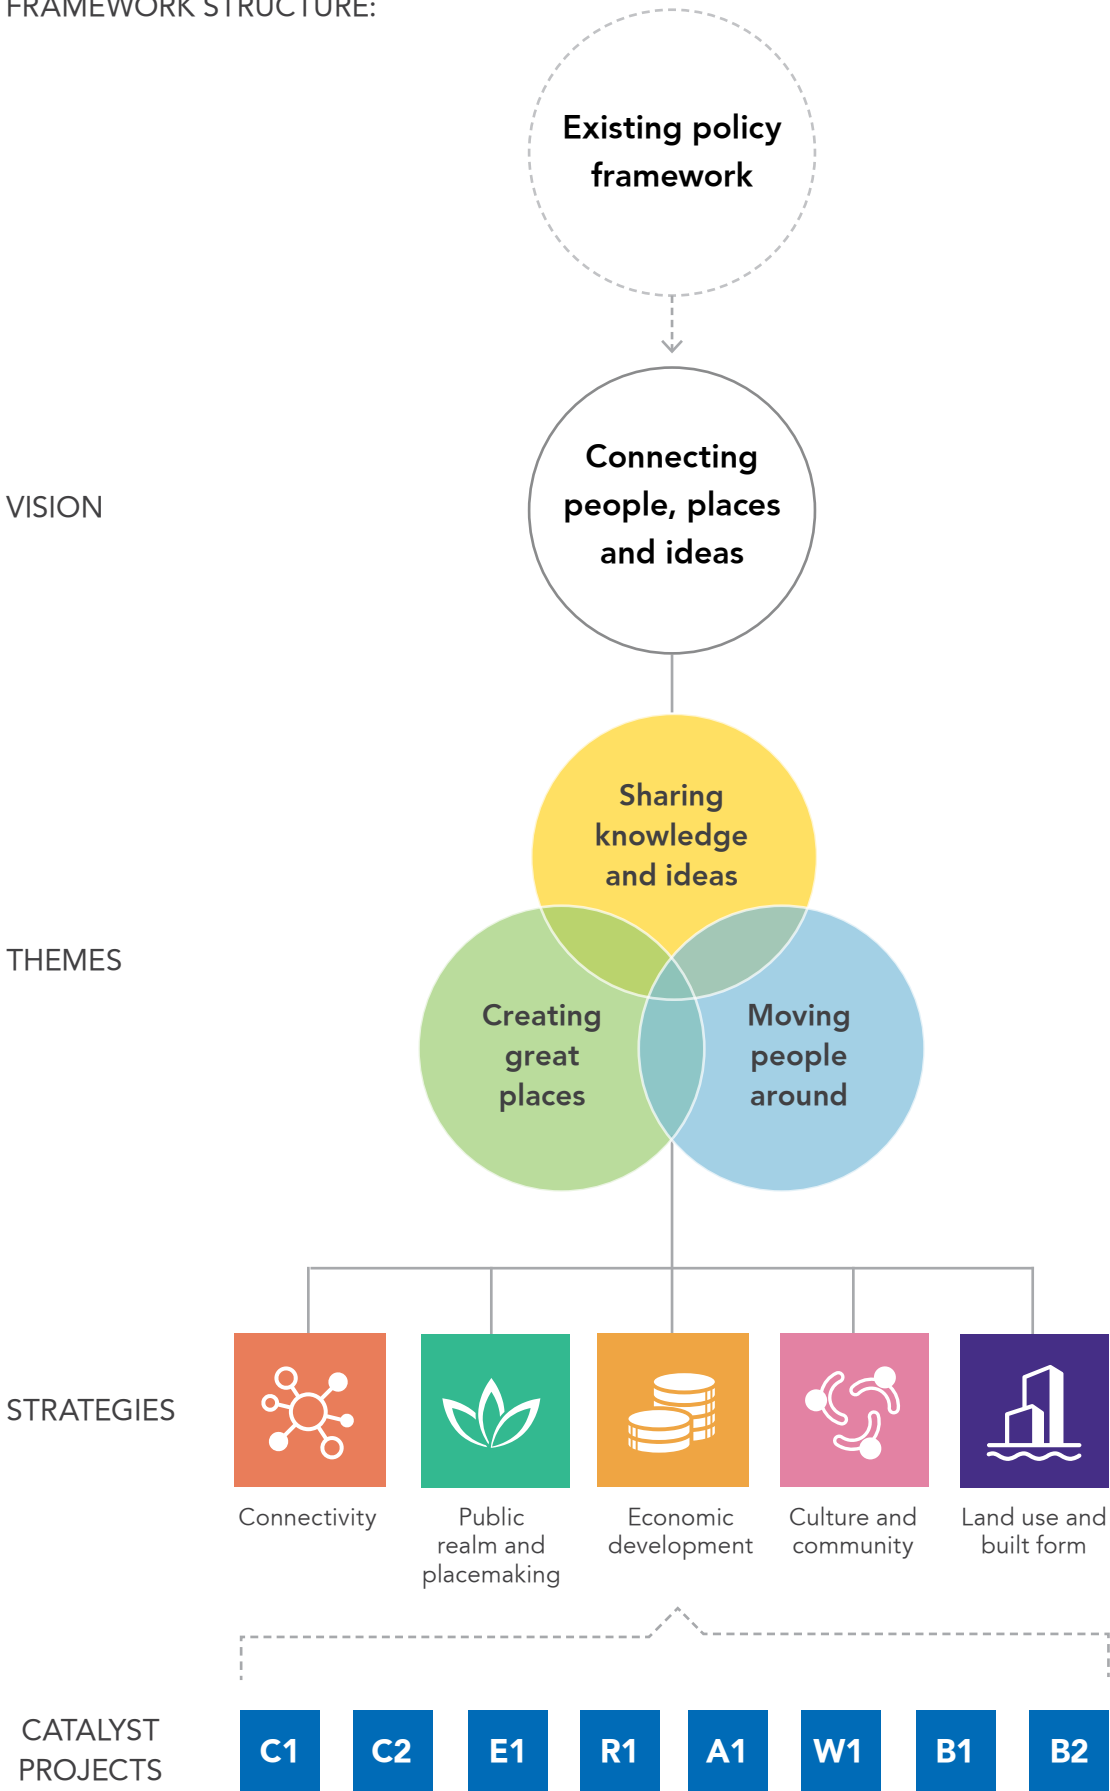 FRAMEWORK STRUCTURE:
Existing policy
framework
VISION
Connecting
people, places
and ideas
THEMES
Sharing
knowledge
and ideas
Creating
great
places
Moving
people
around
STRATEGIES
Connectivity
Public
realm and
placemaking
Economic
development
Culture and
community
Land use and
built form
CATALYST
PROJECTS
C1
C2
E1
R1
A1
W1
B1
B2